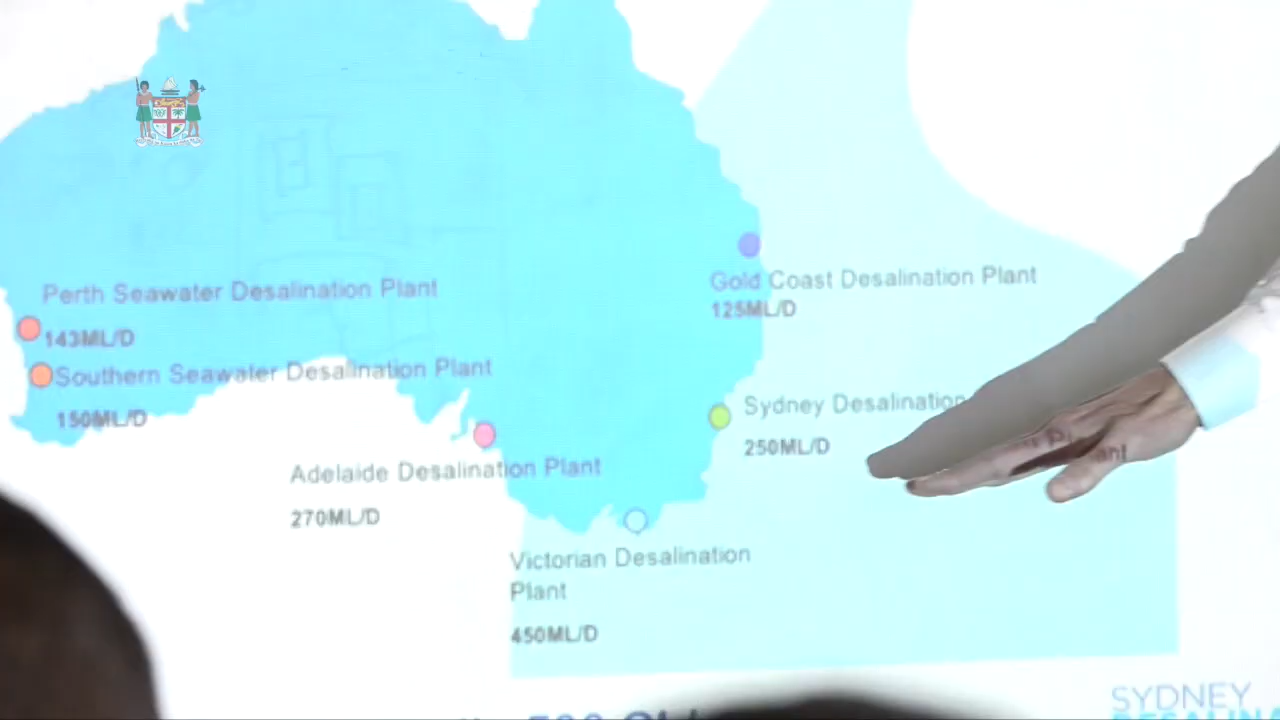 Perth Seawater Desalination Plant
143ML/D
Southern Seawater Desalination Plant
150ML/D
Gold Coast Desalination Plant
125ML/D
Sydney Desalination
250ML/D
Adelaide Desalination Plant
270ML/D
Victorian Desalination
Plant
450ML/D
SYDNEY